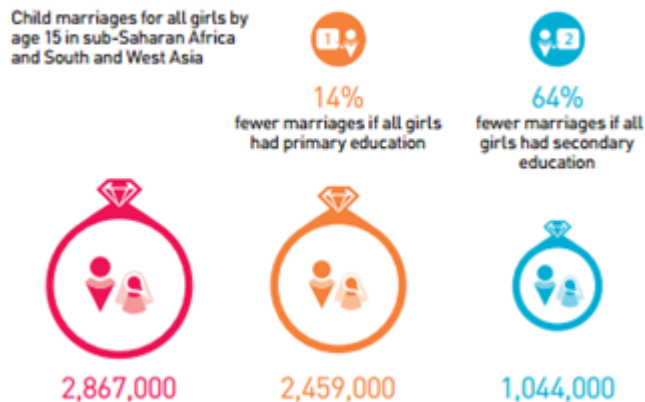 Child marriages for all girls by
age 15 in sub-Saharan Africa
and South and West Asia
1
14%
fewer marriages if all girls
had primary education
2
64%
fewer marriages if all
girls had secondary
education
2,867,000
2,459,000
1,044,000